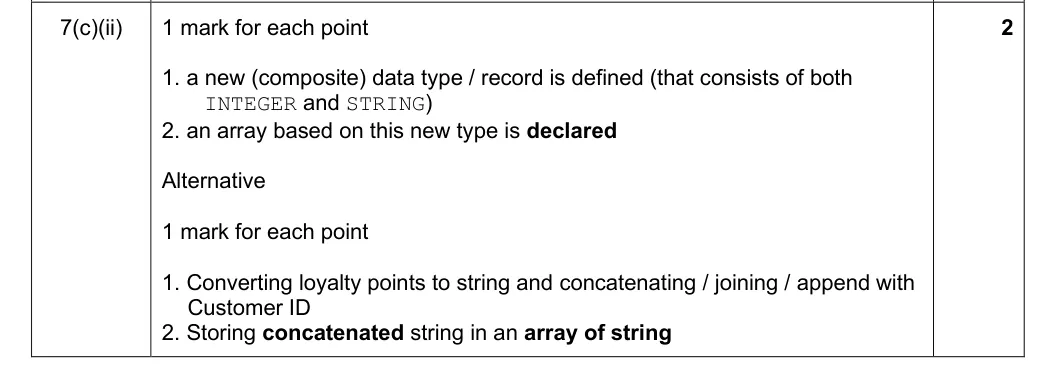 7(c)(ii) 1 mark for each point 2
1. a new (composite) data type / record is defined (that consists of both
INTEGER and STRING)
2. an array based on this new type is declared
Alternative
1 mark for each point
1. Converting loyalty points to string and concatenating / joining / append with
Customer ID
2. Storing concatenated string in an array of string